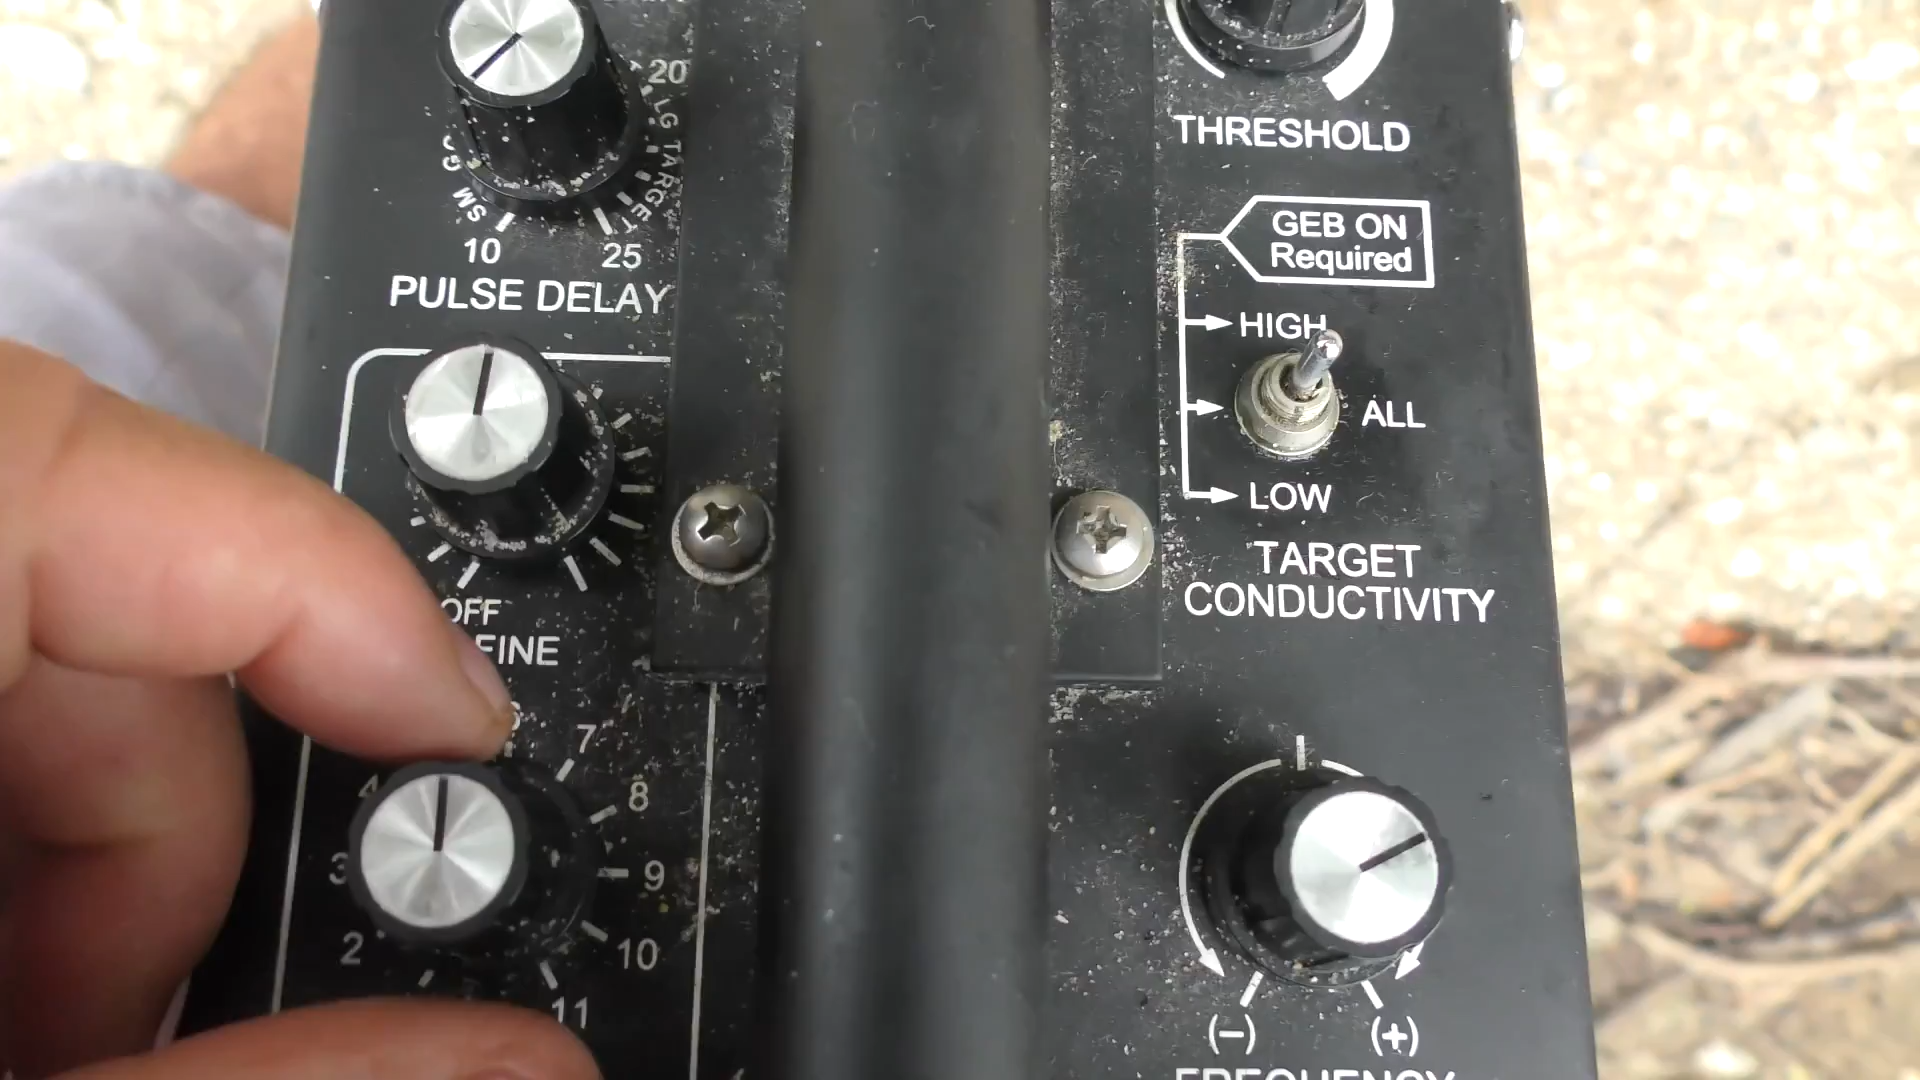 20
LG TARGET
SM
10
25
PULSE DELAY
OFF
FINE
7
8
3
9
2
10
11
THRESHOLD
GEB ON
Required
HIGH
ALL
LOW
TARGET
CONDUCTIVITY
(-)
(+)
FREQUENCY